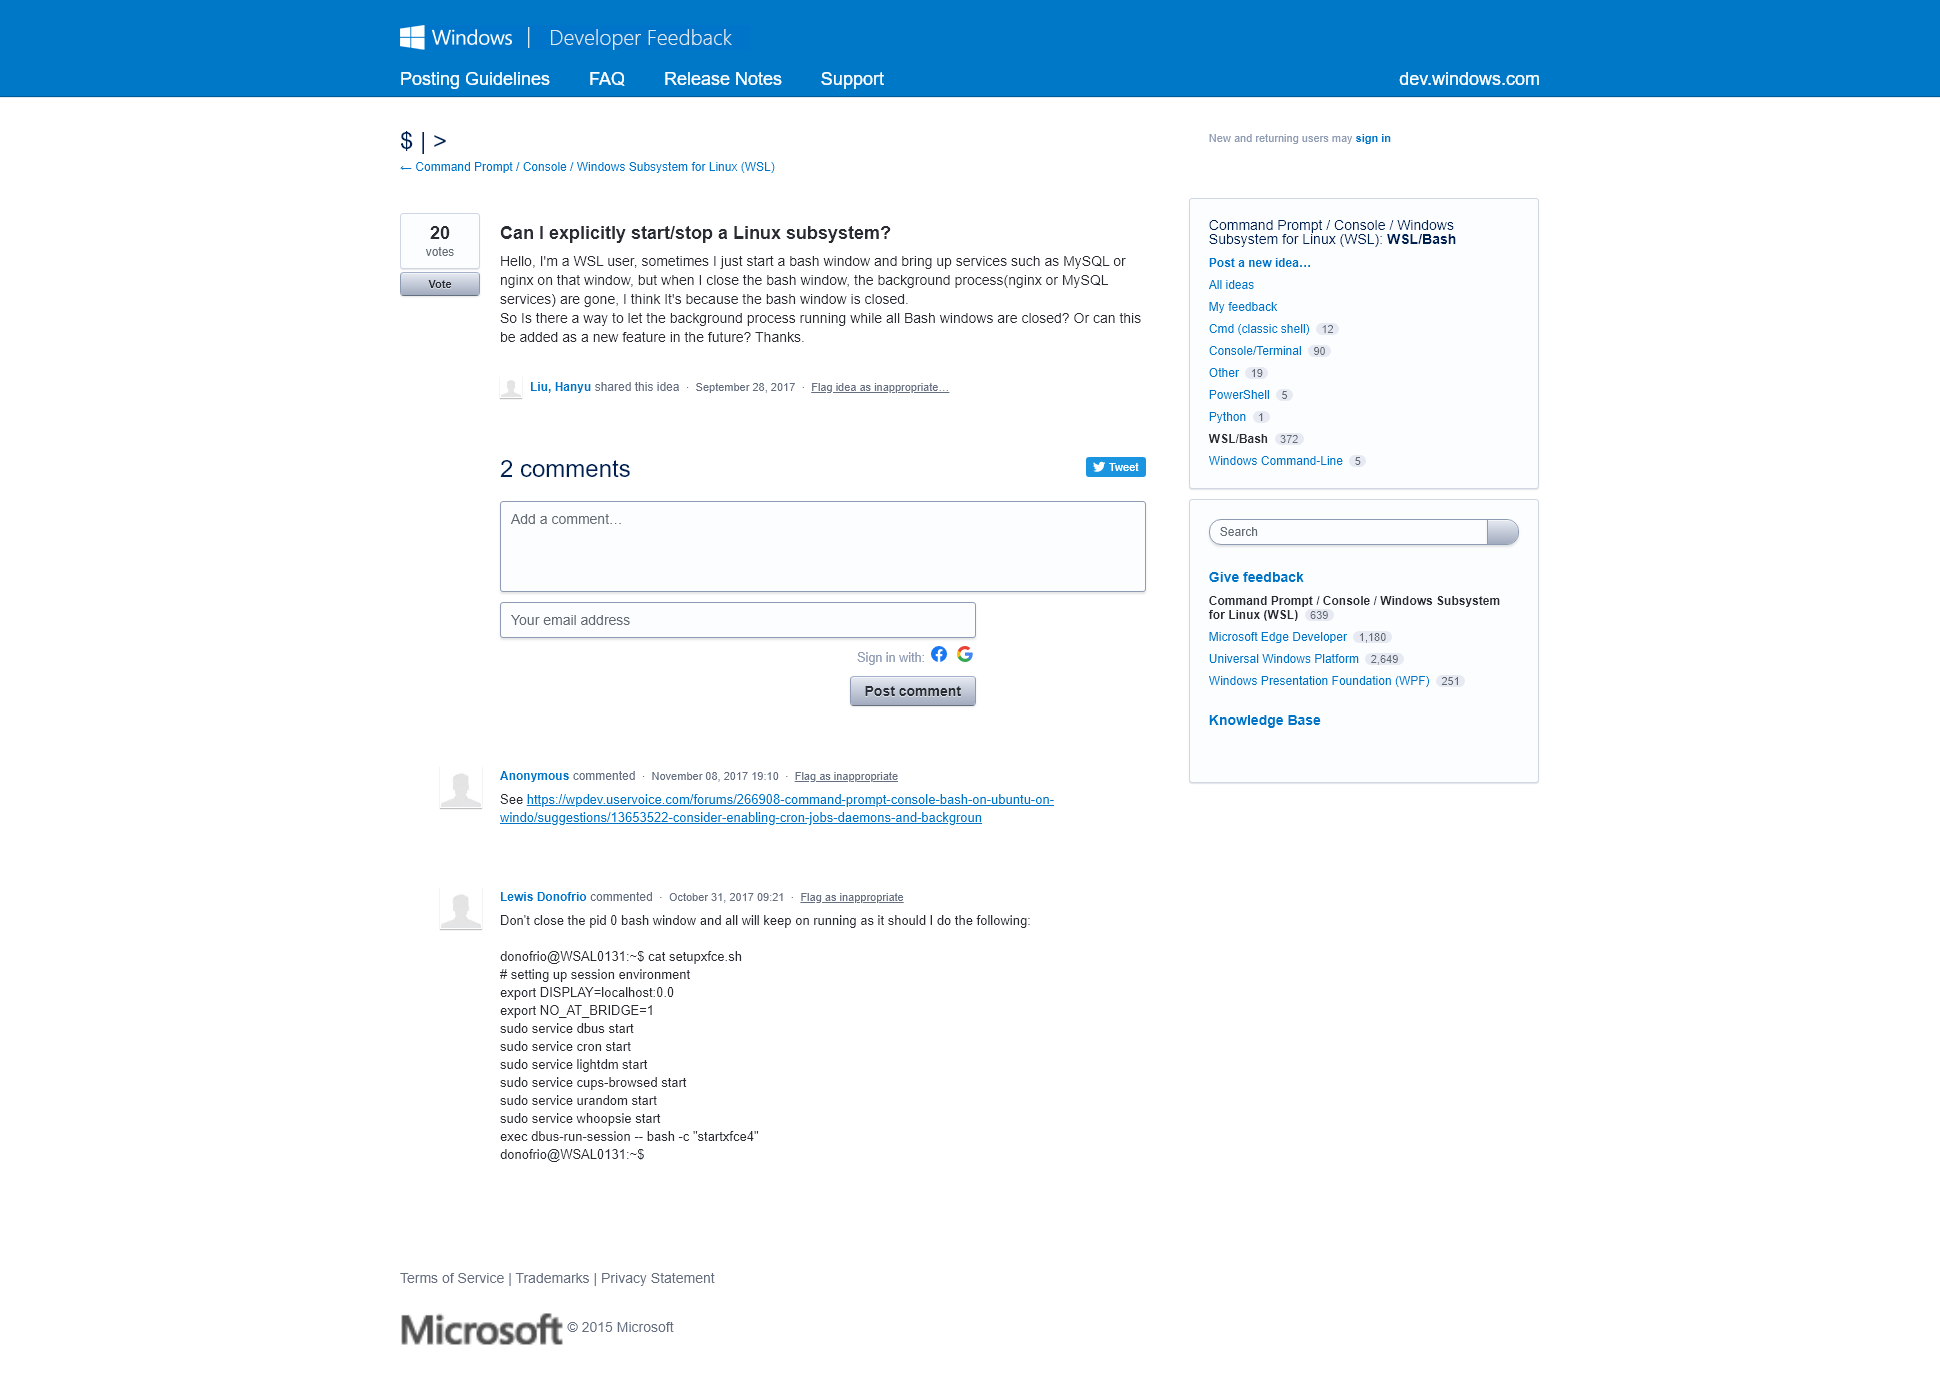 Windows | Developer Feedback
Posting Guidelines FAQ Release Notes Support dev.windows.com
$ | >
New and returning users may sign in
← Command Prompt / Console / Windows Subsystem for Linux (WSL)
20
votes
Vote
Can I explicitly start/stop a Linux subsystem?
Hello, I'm a WSL user, sometimes I just start a bash window and bring up services such as MySQL or
nginx on that window, but when I close the bash window, the background process(nginx or MySQL
services) are gone, I think It's because the bash window is closed.
So Is there a way to let the background process running while all Bash windows are closed? Or can this
be added as a new feature in the future? Thanks.
Liu, Hanyu shared this idea · September 28, 2017 · Flag idea as inappropriate…
2 comments
Tweet
Add a comment…
Your email address
Sign in with:
Post comment
Anonymous commented · November 08, 2017 19:10 · Flag as inappropriate
See https://wpdev.uservoice.com/forums/266908-command-prompt-console-bash-on-ubuntu-on-
windo/suggestions/13653522-consider-enabling-cron-jobs-daemons-and-backgroun
Lewis Donofrio commented · October 31, 2017 09:21 · Flag as inappropriate
Don't close the pid 0 bash window and all will keep on running as it should I do the following:
donofrio@WSAL0131:~$ cat setupxfce.sh
# setting up session environment
export DISPLAY=localhost:0.0
export NO_AT_BRIDGE=1
sudo service dbus start
sudo service cron start
sudo service lightdm start
sudo service cups-browsed start
sudo service urandom start
sudo service whoopsie start
exec dbus-run-session -- bash -c "startxfce4"
donofrio@WSAL0131:~$
Command Prompt / Console / Windows
Subsystem for Linux (WSL): WSL/Bash
Post a new idea…
All ideas
My feedback
Cmd (classic shell) 12
Console/Terminal 90
Other 19
PowerShell 5
Python 1
WSL/Bash 372
Windows Command-Line 5
Search
Give feedback
Command Prompt / Console / Windows Subsystem
for Linux (WSL) 639
Microsoft Edge Developer 1,180
Universal Windows Platform 2,649
Windows Presentation Foundation (WPF) 251
Knowledge Base
Terms of Service | Trademarks | Privacy Statement
Microsoft © 2015 Microsoft